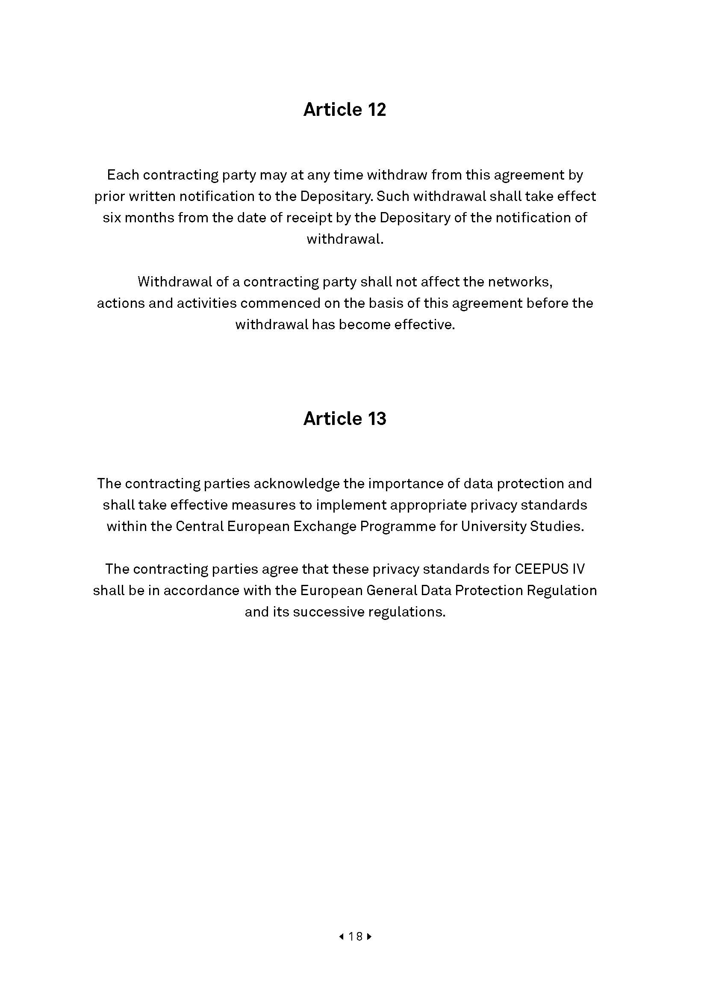 Article 12
Each contracting party may at any time withdraw from this agreement by
prior written notification to the Depositary. Such withdrawal shall take effect
six months from the date of receipt by the Depositary of the notification of
withdrawal.
Withdrawal of a contracting party shall not affect the networks,
actions and activities commenced on the basis of this agreement before the
withdrawal has become effective.
Article 13
The contracting parties acknowledge the importance of data protection and
shall take effective measures to implement appropriate privacy standards
within the Central European Exchange Programme for University Studies.
The contracting parties agree that these privacy standards for CEEPUS IV
shall be in accordance with the European General Data Protection Regulation
and its successive regulations.
◂ 18 ▸